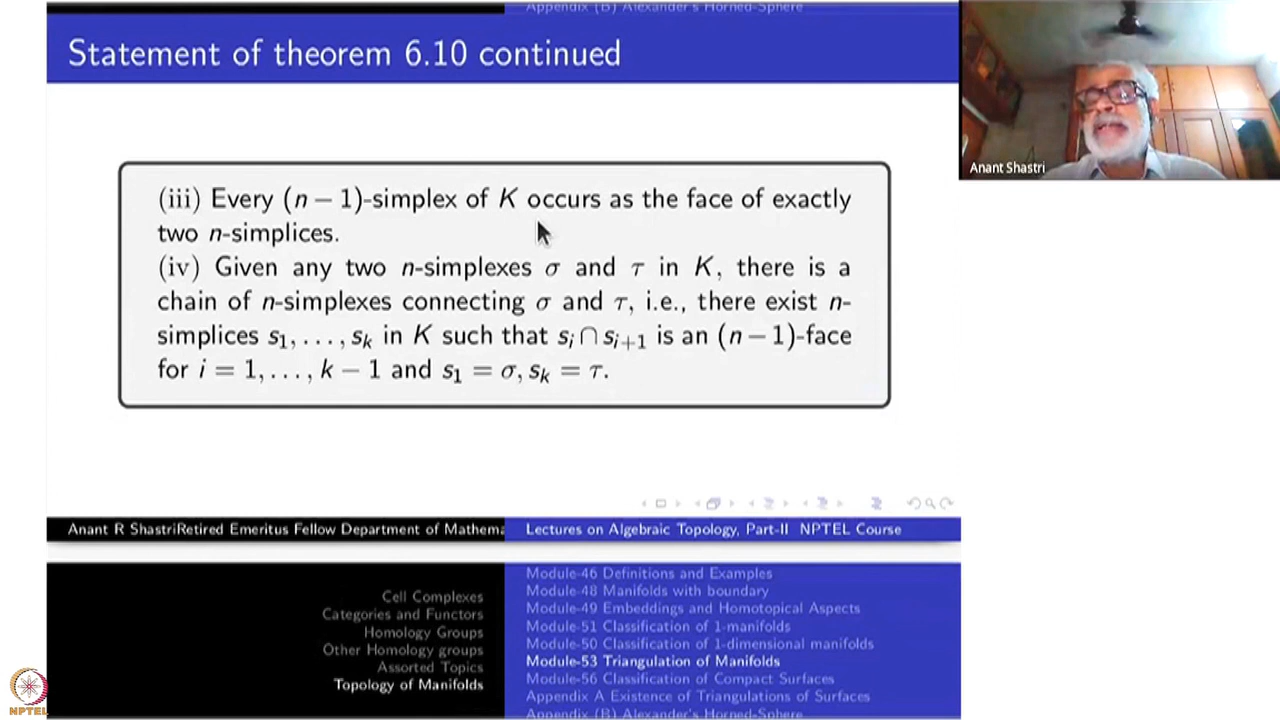 Appendix (B) Alexander's Horned-Sphere
Statement of theorem 6.10 continued
Anant Shastri
(iii) Every (n − 1)-simplex of K occurs as the face of exactly
two n-simplices.
(iv) Given any two n-simplexes σ and τ in K, there is a
chain of n-simplexes connecting σ and τ, i.e., there exist n-
simplices s₁, . . . , sₖ in K such that sᵢ ∩ sᵢ₊₁ is an (n − 1)-face
for i = 1, . . . , k − 1 and s₁ = σ, sₖ = τ.
Anant R ShastriRetired Emeritus Fellow Department of Mathema
Lectures on Algebraic Topology, Part-II NPTEL Course
Cell Complexes
Categories and Functors
Homology Groups
Other Homology groups
Assorted Topics
Topology of Manifolds
Module-46 Definitions and Examples
Module-48 Manifolds with boundary
Module-49 Embeddings and Homotopical Aspects
Module-51 Classification of 1-manifolds
Module-50 Classification of 1-dimensional manifolds
Module-53 Triangulation of Manifolds
Module-56 Classification of Compact Surfaces
Appendix A Existence of Triangulations of Surfaces
Appendix (B) Alexander's Horned-Sphere
NPTEL